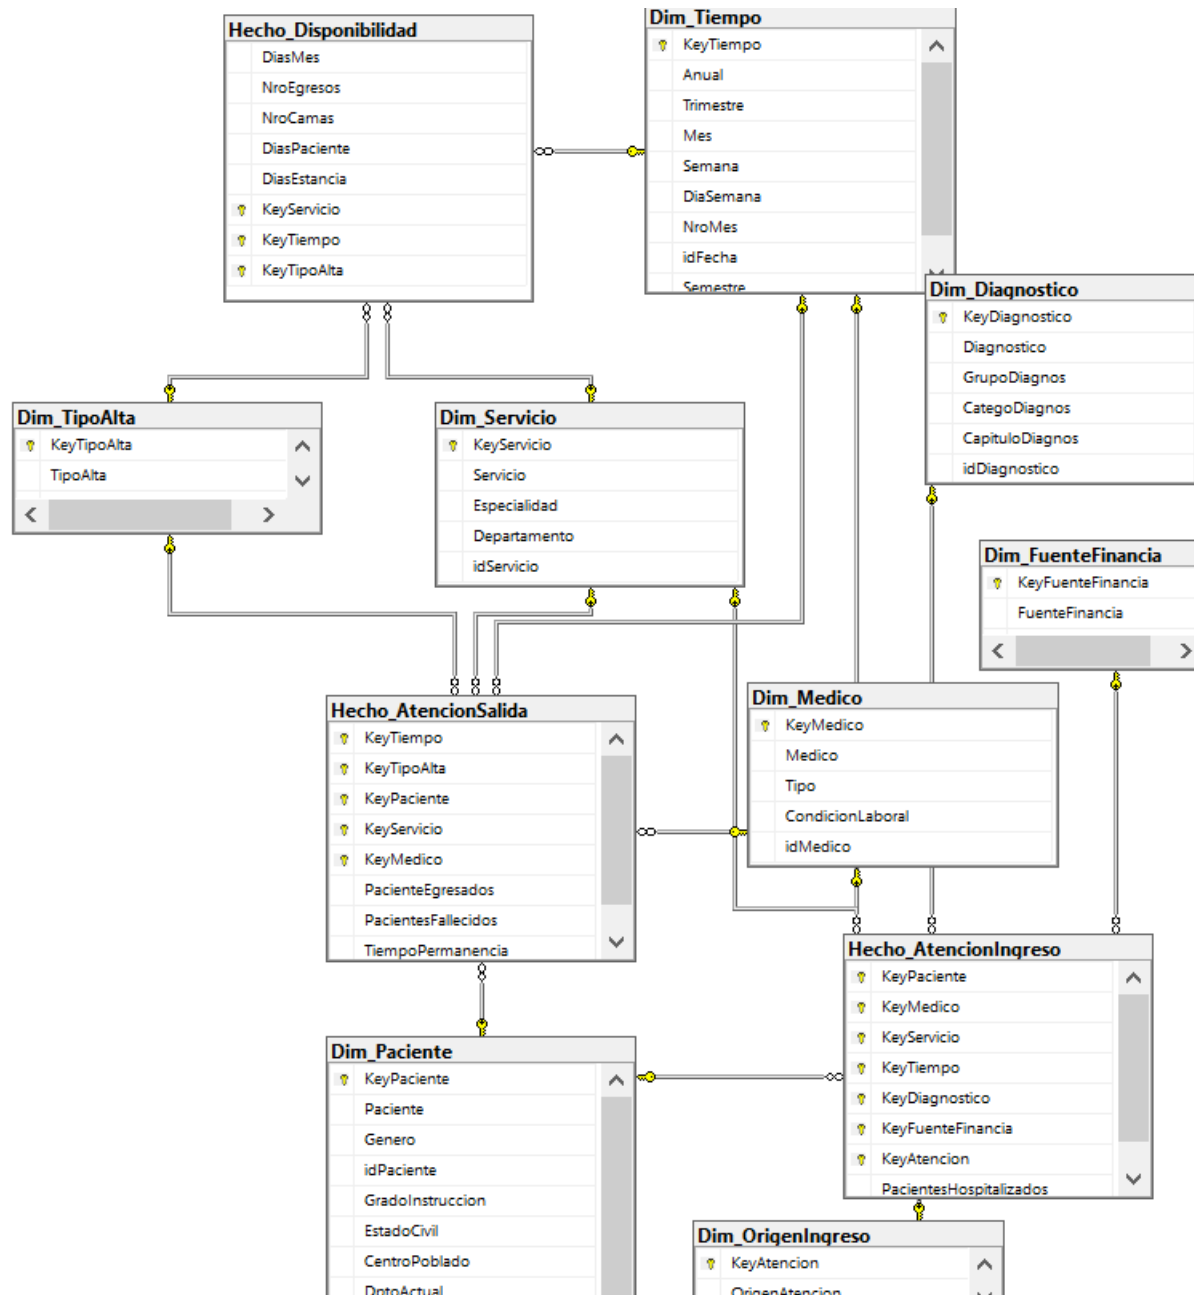 Hecho_Disponibilidad
DiasMes
NroEgresos
NroCamas
DiasPaciente
DiasEstancia
KeyServicio
KeyTiempo
KeyTipoAlta
Dim_Tiempo
KeyTiempo
Anual
Trimestre
Mes
Semana
DiaSemana
NroMes
idFecha
Semestre
Dim_Diagnostico
KeyDiagnostico
Diagnostico
GrupoDiagnos
CategoDiagnos
CapituloDiagnos
idDiagnostico
Dim_TipoAlta
KeyTipoAlta
TipoAlta
Dim_Servicio
KeyServicio
Servicio
Especialidad
Departamento
idServicio
Dim_FuenteFinancia
KeyFuenteFinancia
FuenteFinancia
Hecho_AtencionSalida
KeyTiempo
KeyTipoAlta
KeyPaciente
KeyServicio
KeyMedico
PacienteEgresados
PacientesFallecidos
TiempoPermanencia
Dim_Medico
KeyMedico
Medico
Tipo
CondicionLaboral
idMedico
Hecho_AtencionIngreso
KeyPaciente
KeyMedico
KeyServicio
KeyTiempo
KeyDiagnostico
KeyFuenteFinancia
KeyAtencion
PacientesHospitalizados
Dim_Paciente
KeyPaciente
Paciente
Genero
idPaciente
GradoInstruccion
EstadoCivil
CentroPoblado
DptoActual
Dim_OrigenIngreso
KeyAtencion
OrigenAtencion